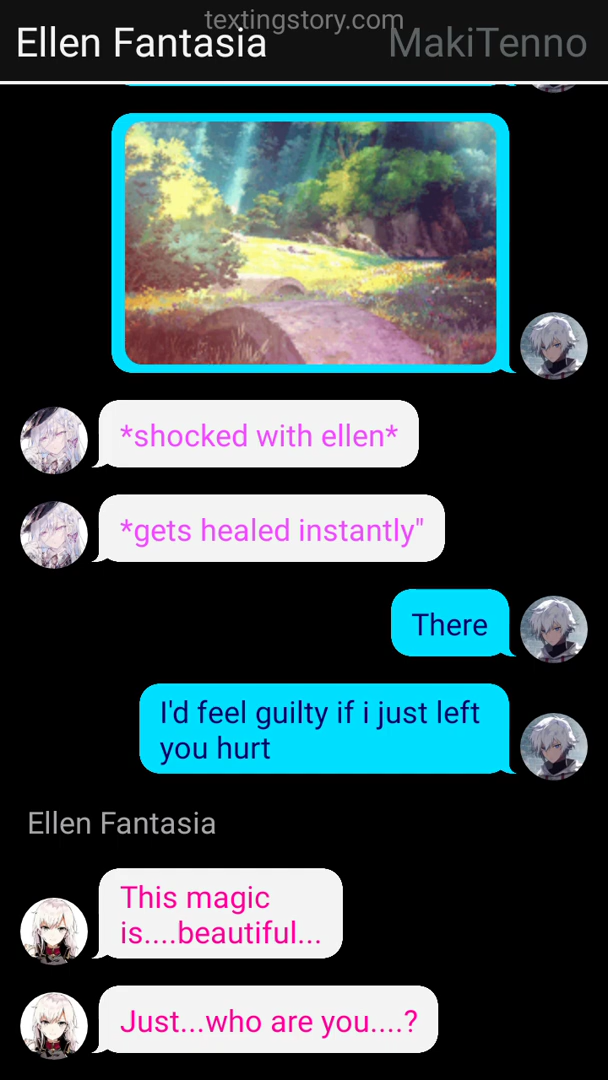 textingstory.com
Ellen Fantasia
MakiTenno
*shocked with ellen*
*gets healed instantly"
There
I'd feel guilty if i just left
you hurt
Ellen Fantasia
This magic
is....beautiful...
Just...who are you....?